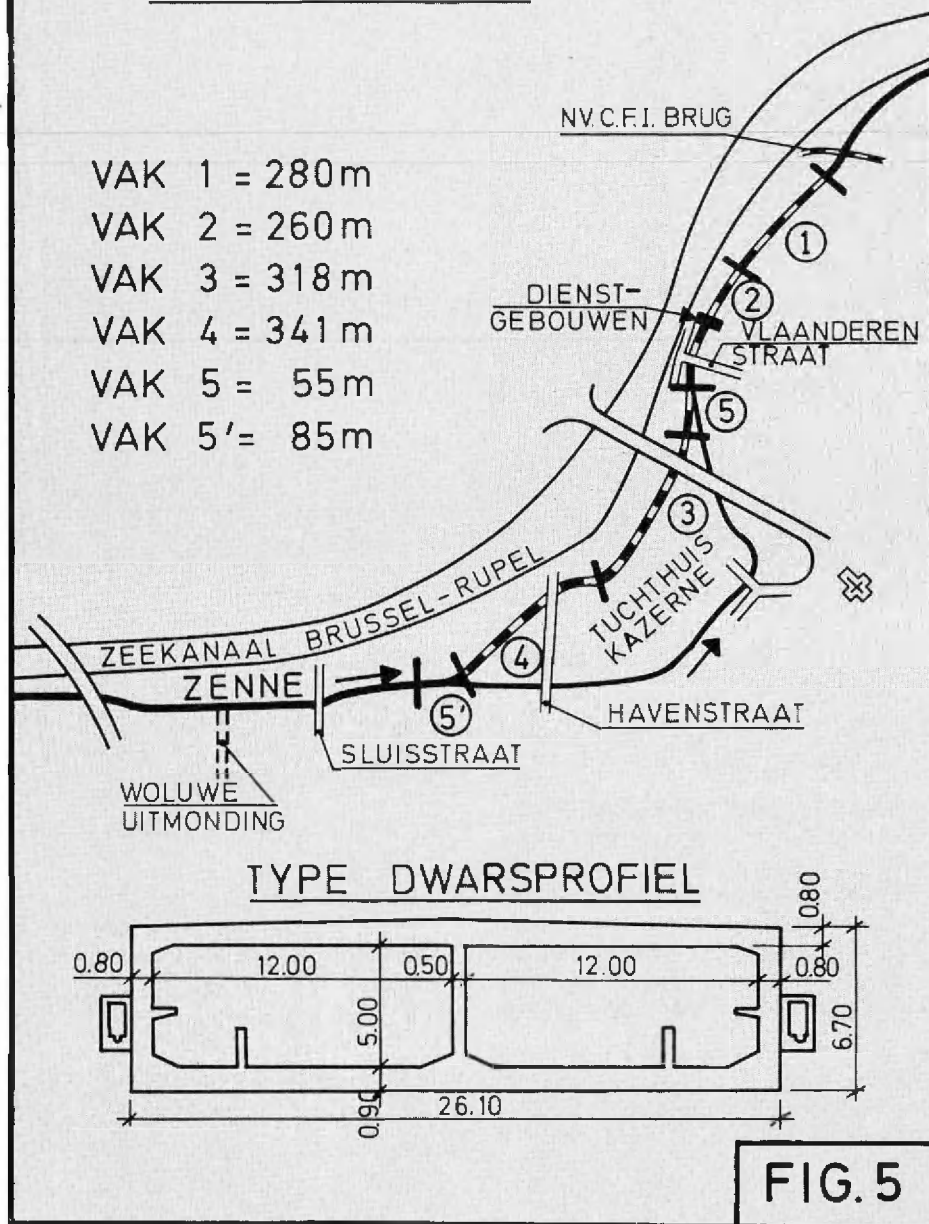 NV.C.F.I. BRUG
VAK 1 = 280m
VAK 2 = 260m
VAK 3 = 318m
VAK 4 = 341m
VAK 5 = 55m
VAK 5'= 85m
①
②
DIENST-
GEBOUWEN
VLAANDEREN
STRAAT
⑤
③
TUCHTHUIS
KAZERNE
ZEEKANAAL BRUSSEL-RUPEL
④
ZENNE
5'
HAVENSTRAAT
SLUISSTRAAT
WOLUWE
UITMONDING
TYPE DWARSPROFIEL
0.80
0.80 12.00 0.50 12.00 0.80
5.00
6.70
0.90
26.10
FIG. 5